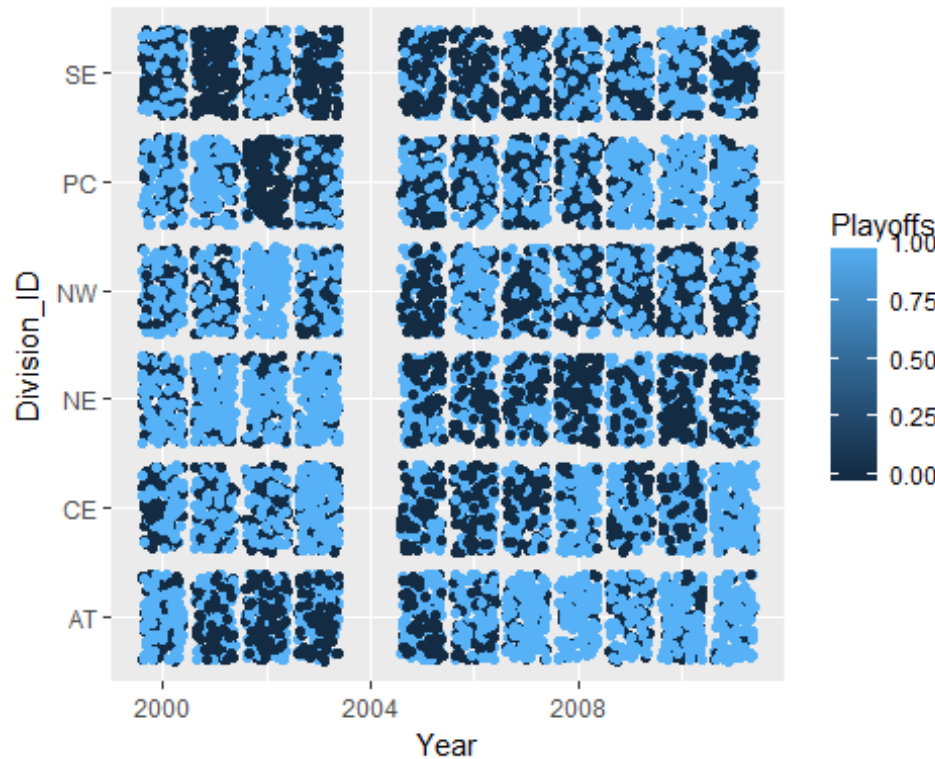 SE
PC
NW
NE
CE
AT
Division_ID
2000
2004
2008
Year
Playoffs
1.00
0.75
0.50
0.25
0.00